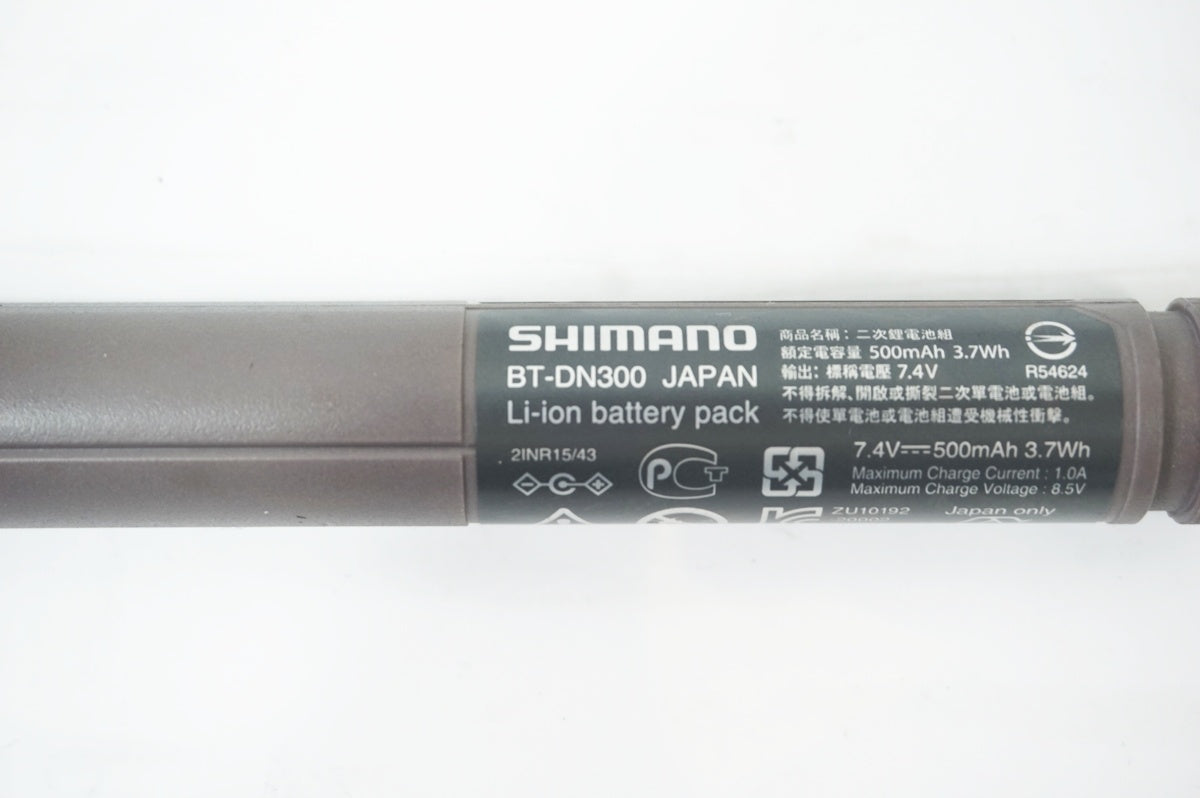 SHIMANO
BT-DN300 JAPAN
Li-ion battery pack
2INR15/43
商品名稱：二次鋰電池組
額定電容量 500mAh 3.7Wh
輸出：標稱電壓 7.4V
R54624
不得拆解、開啟或撕裂二次單電池或電池組。
不得使單電池或電池組遭受機械性衝擊。
7.4V⎓500mAh 3.7Wh
Maximum Charge Current : 1.0A
Maximum Charge Voltage : 8.5V
PCT
ZU10192
Japan only